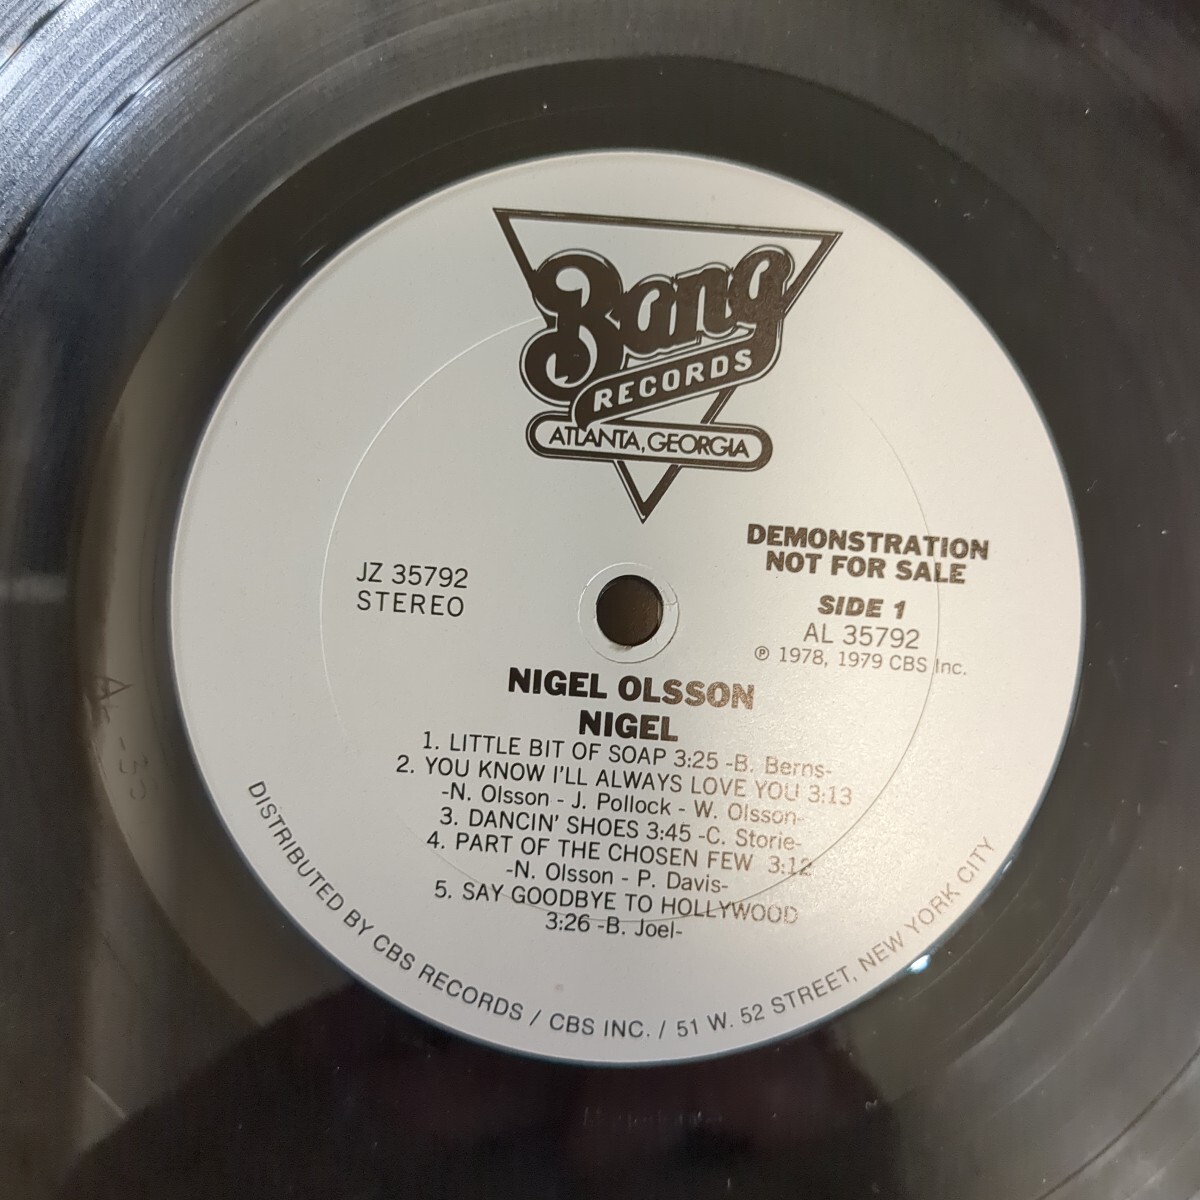 Bang
RECORDS
ATLANTA, GEORGIA
DEMONSTRATION
NOT FOR SALE
JZ 35792
STEREO
SIDE 1
AL 35792
℗ 1978, 1979 CBS Inc.
NIGEL OLSSON
NIGEL
1. LITTLE BIT OF SOAP 3:25 -B. Berns-
2. YOU KNOW I'LL ALWAYS LOVE YOU 3:13
-N. Olsson - J. Pollock - W. Olsson-
3. DANCIN' SHOES 3:45 -C. Storie-
4. PART OF THE CHOSEN FEW 3:12
-N. Olsson - P. Davis-
5. SAY GOODBYE TO HOLLYWOOD
3:26 -B. Joel-
DISTRIBUTED BY CBS RECORDS / CBS INC. / 51 W. 52 STREET, NEW YORK CITY